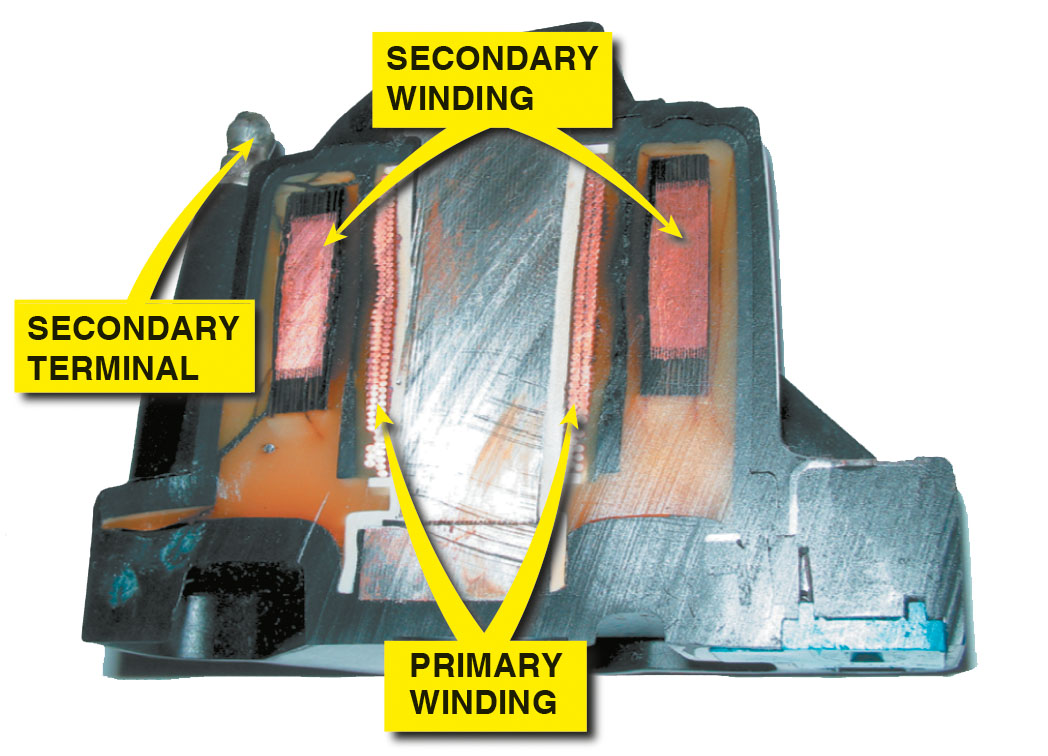 SECONDARY
WINDING
SECONDARY
TERMINAL
PRIMARY
WINDING